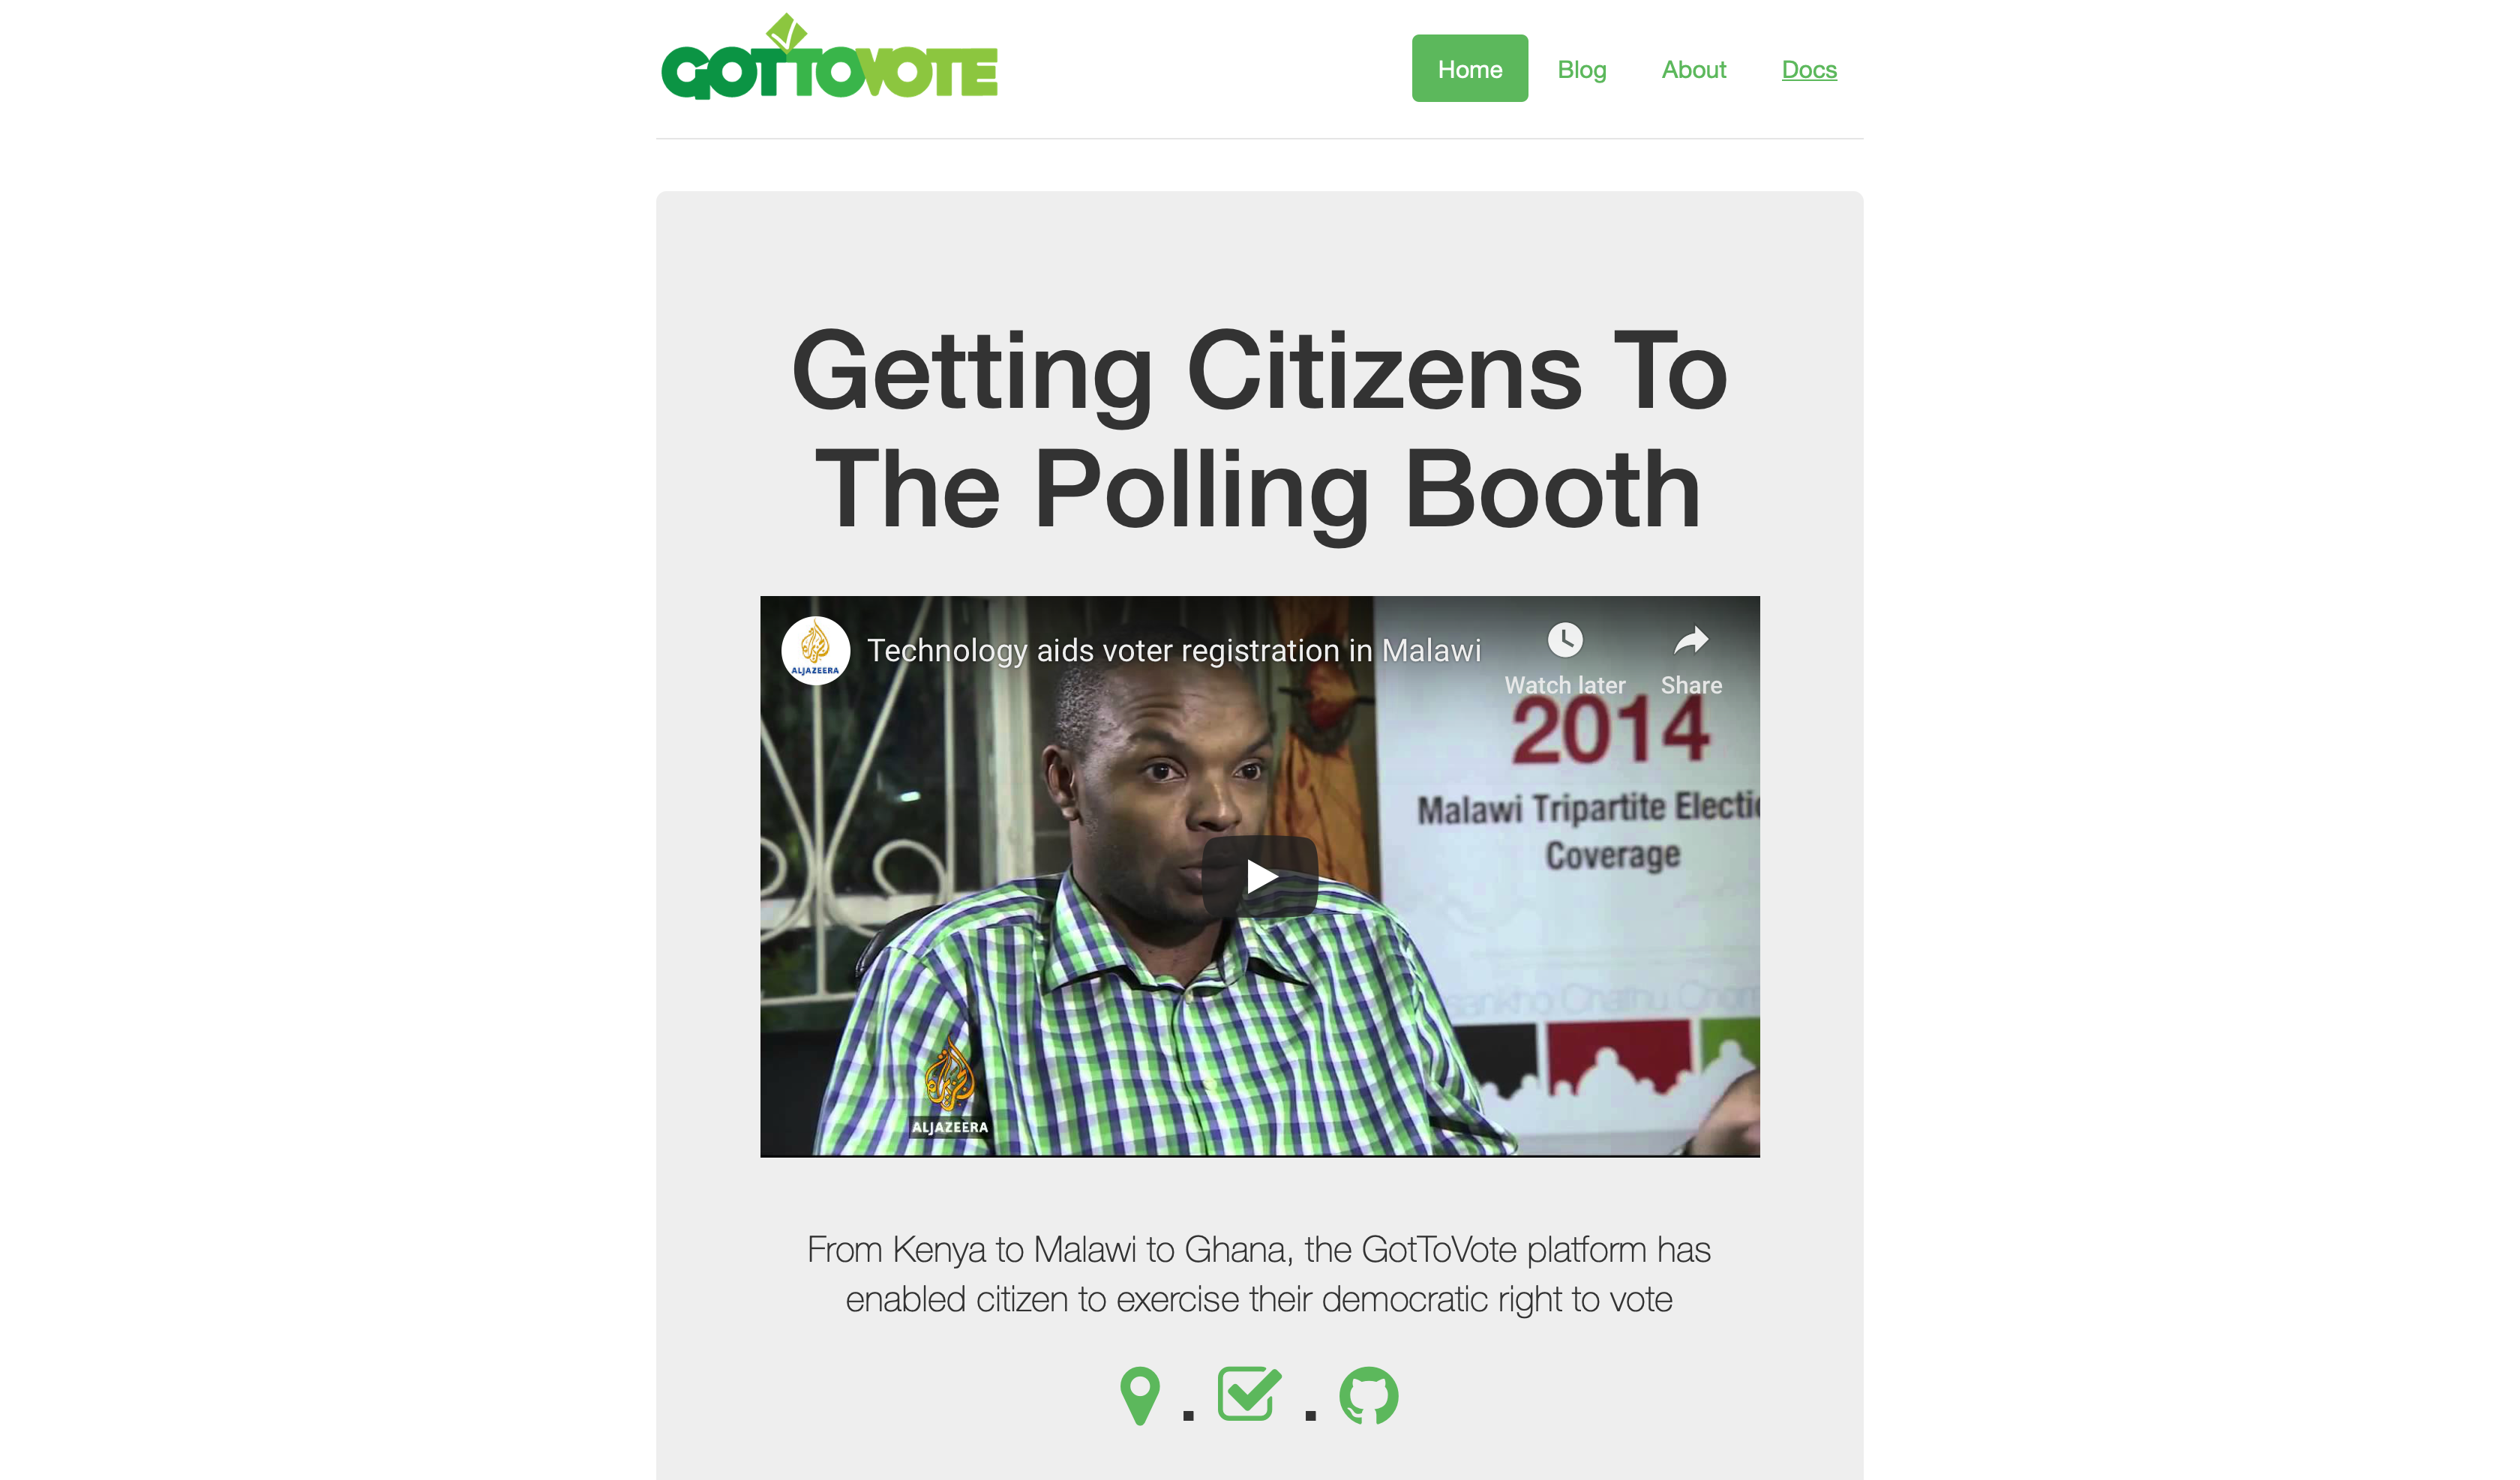 GOTTOVOTE
Home
Blog
About
Docs
Getting Citizens To
The Polling Booth
ALJAZEERA
Technology aids voter registration in Malawi
Watch later
Share
2014
Malawi Tripartite
Coverage
ALJAZEERA
From Kenya to Malawi to Ghana, the GotToVote platform has
enabled citizen to exercise their democratic right to vote
. .